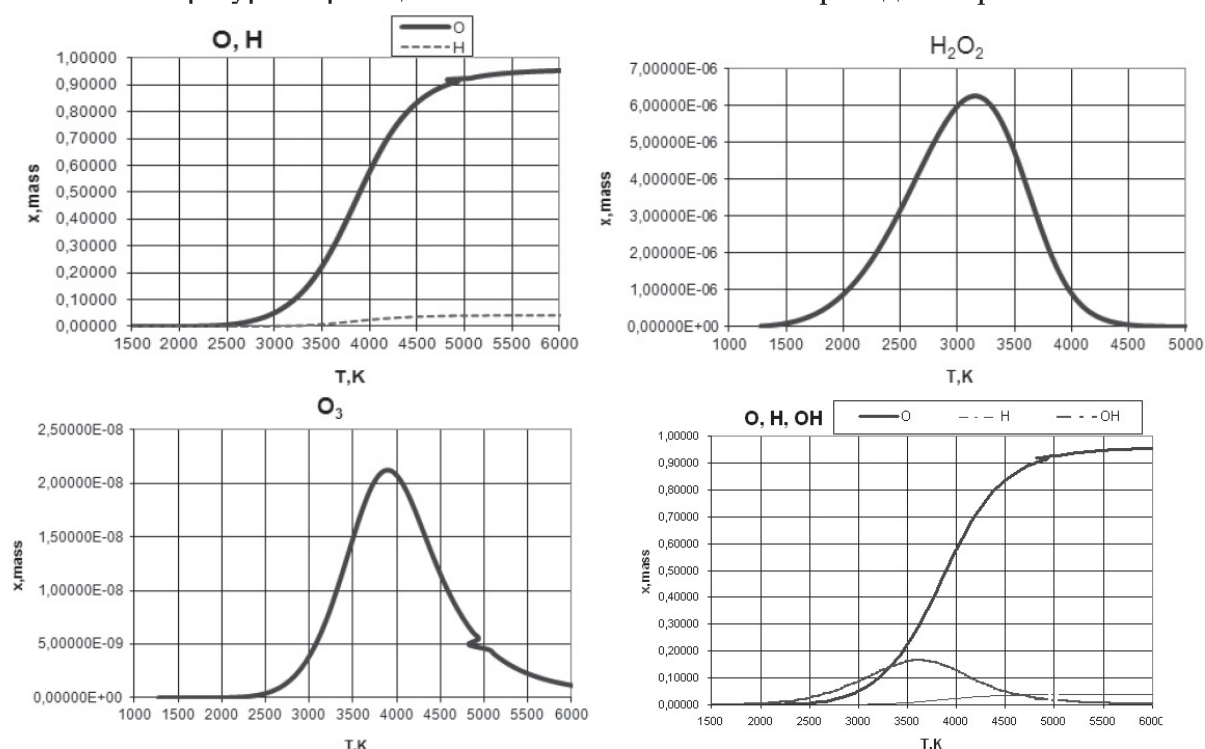 O, H
O
H
1,00000
0,90000
0,80000
0,70000
0,60000
0,50000
0,40000
0,30000
0,20000
0,10000
0,00000
x,mass
1500 2000 2500 3000 3500 4000 4500 5000 5500 6000
T,K
H₂O₂
7,00000E-06
6,00000E-06
5,00000E-06
4,00000E-06
3,00000E-06
2,00000E-06
1,00000E-06
0,00000E+00
x,mass
1000 1500 2000 2500 3000 3500 4000 4500 5000
T,K
O₃
2,50000E-08
2,00000E-08
1,50000E-08
1,00000E-08
5,00000E-09
0,00000E+00
x,mass
1000 1500 2000 2500 3000 3500 4000 4500 5000 5500 6000
T,K
O, H, OH
O H OH
1,00000
0,90000
0,80000
0,70000
0,60000
0,50000
0,40000
0,30000
0,20000
0,10000
0,00000
x,mass
1500 2000 2500 3000 3500 4000 4500 5000 5500 6000
T,K